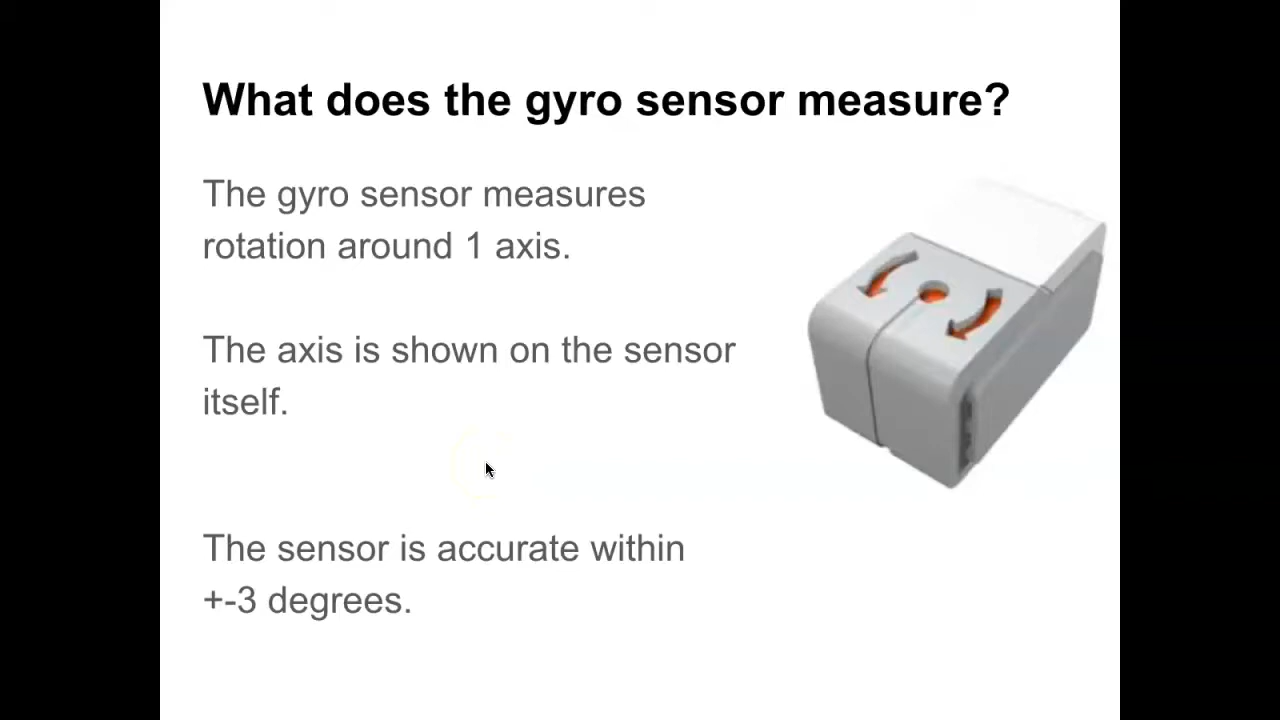 What does the gyro sensor measure?
The gyro sensor measures
rotation around 1 axis.
The axis is shown on the sensor
itself.
The sensor is accurate within
+-3 degrees.